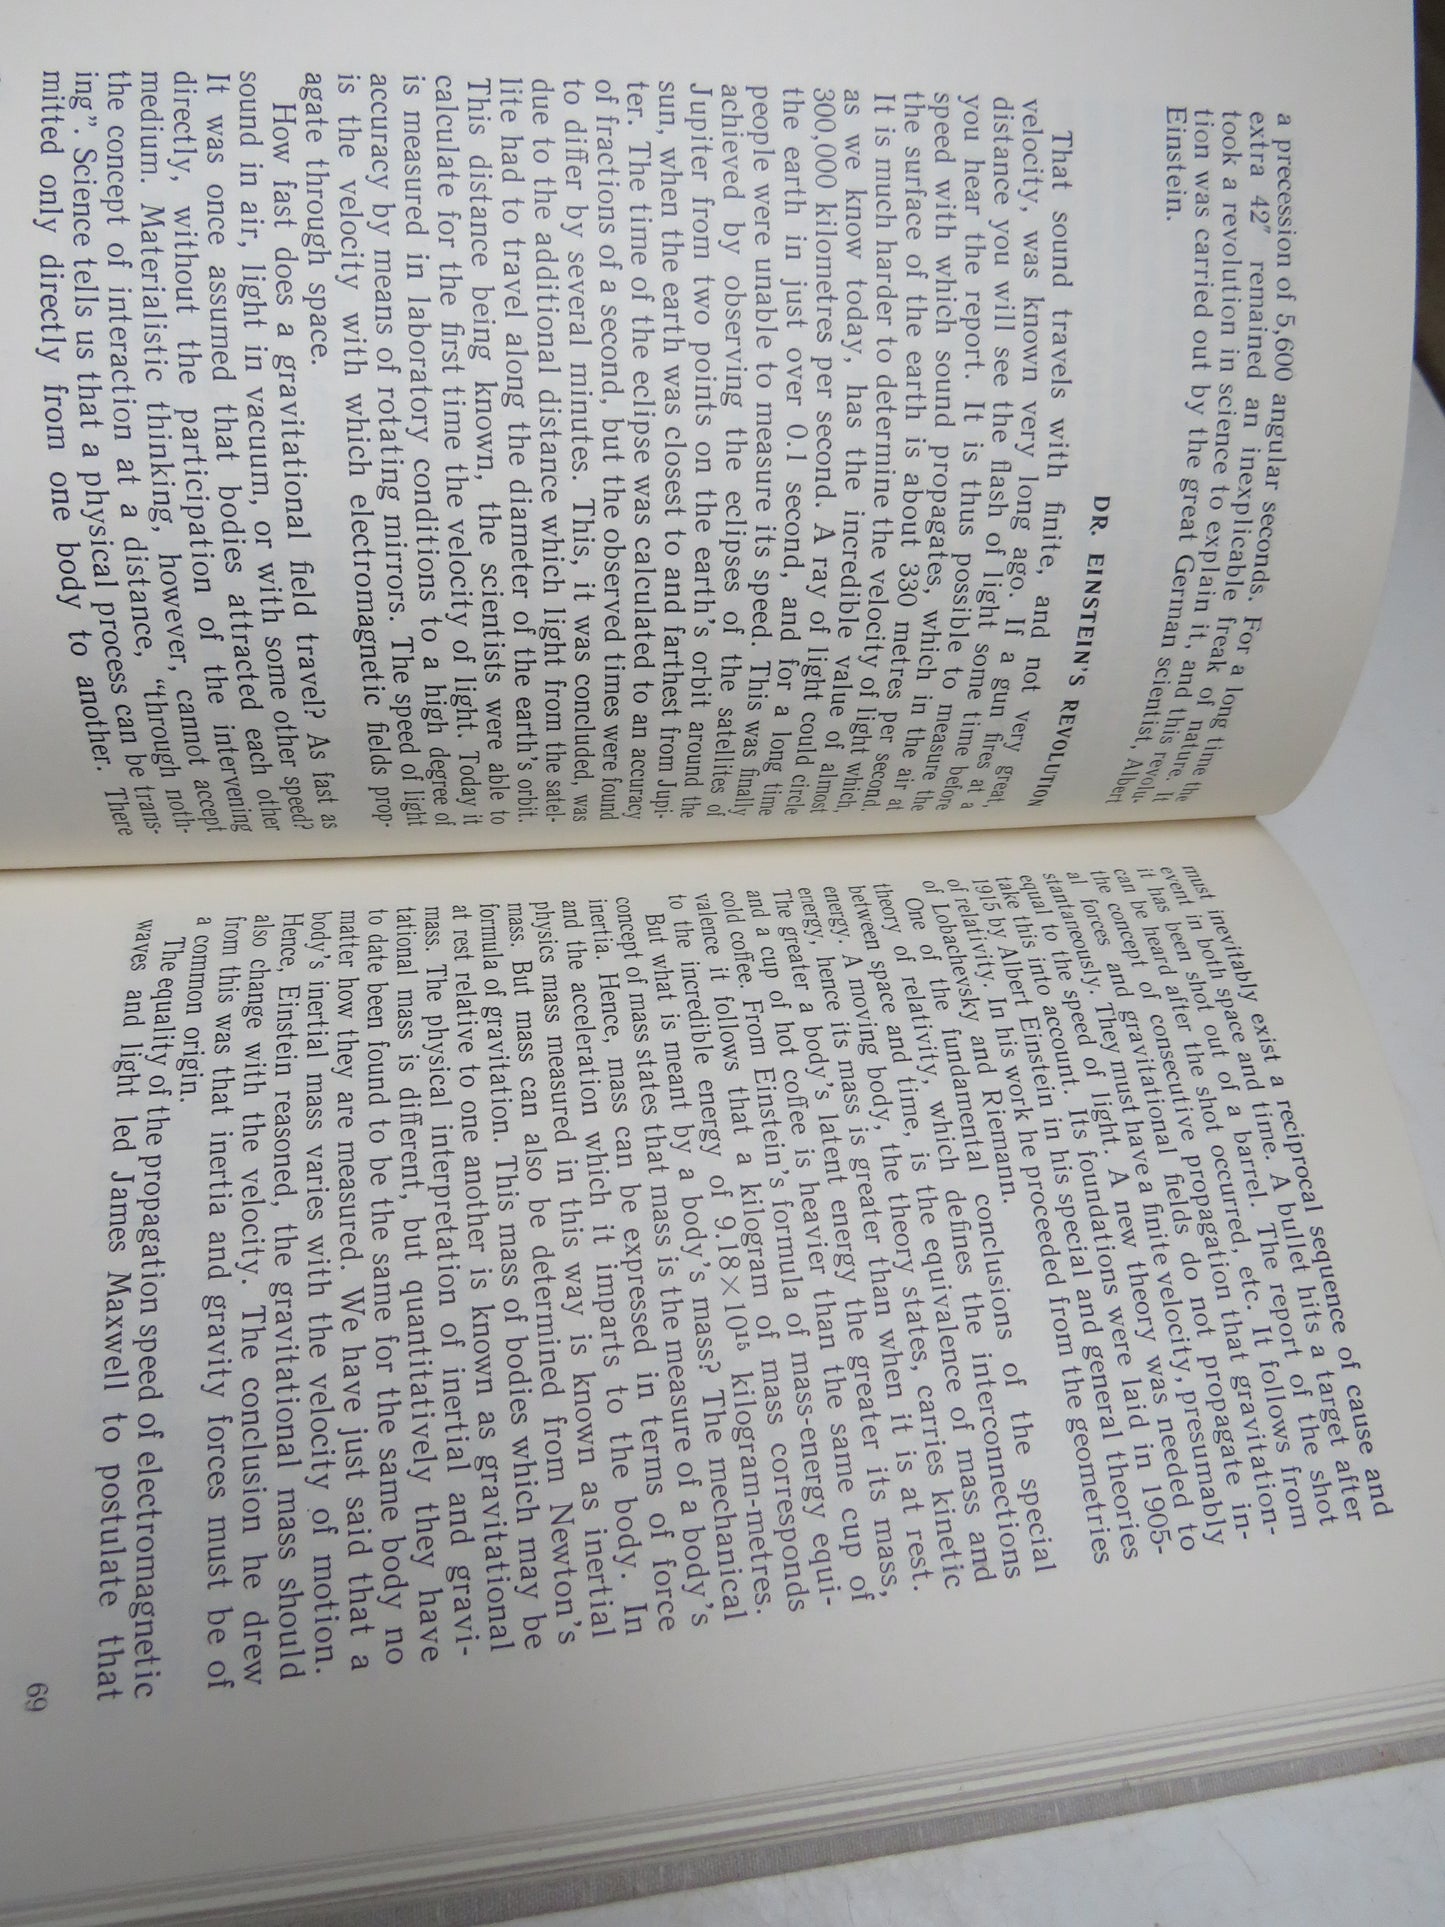 a precession of 5,600 angular seconds. For a long time the
extra 42″ remained an inexplicable freak of nature. It
took a revolution in science to explain it, and this revolu-
tion was carried out by the great German scientist, Albert
Einstein.
DR. EINSTEIN'S REVOLUTION
That sound travels with finite, and not very great,
velocity, was known very long ago. If a gun fires at a
distance you will see the flash of light some time before
you hear the report. It is thus possible to measure the
speed with which sound propagates, which in the air at
the surface of the earth is about 330 metres per second.
It is much harder to determine the velocity of light which,
as we know today, has the incredible value of almost
300,000 kilometres per second. A ray of light could circle
the earth in just over 0.1 second, and for a long time
people were unable to measure its speed. This was finally
achieved by observing the eclipses of the satellites of
Jupiter from two points on the earth's orbit around the
sun, when the earth was closest to and farthest from Jupi-
ter. The time of the eclipse was calculated to an accuracy
of fractions of a second, but the observed times were found
to differ by several minutes. This, it was concluded, was
due to the additional distance which light from the satel-
lite had to travel along the diameter of the earth's orbit.
This distance being known, the scientists were able to
calculate for the first time the velocity of light. Today it
is measured in laboratory conditions to a high degree of
accuracy by means of rotating mirrors. The speed of light
is the velocity with which electromagnetic fields prop-
agate through space.
How fast does a gravitational field travel? As fast as
sound in air, light in vacuum, or with some other speed?
It was once assumed that bodies attracted each other
directly, without the participation of the intervening
medium. Materialistic thinking, however, cannot accept
the concept of interaction at a distance, “through noth-
ing”. Science tells us that a physical process can be trans-
mitted only directly from one body to another. There
must inevitably exist a reciprocal sequence of cause and
event in both space and time. A bullet hits a target after
it has been shot out of a barrel. The report of the shot
can be heard after the shot occurred, etc. It follows from
the concept of consecutive propagation that gravitation-
al forces and gravitational fields do not propagate in-
stantaneously. They must have a finite velocity, presumably
equal to the speed of light. A new theory was needed to
take this into account. Its foundations were laid in 1905-
1915 by Albert Einstein in his special and general theories
of relativity. In his work he proceeded from the geometries
of Lobachevsky and Riemann.
One of the fundamental conclusions of the special
theory of relativity, which defines the interconnections
between space and time, is the equivalence of mass and
energy. A moving body, the theory states, carries kinetic
energy, hence its mass is greater than when it is at rest.
The greater a body's latent energy the greater its mass,
and a cup of hot coffee is heavier than the same cup of
cold coffee. From Einstein's formula of mass-energy equi-
valence it follows that a kilogram of mass corresponds
to the incredible energy of 9.18×10¹⁵ kilogram-metres.
But what is meant by a body's mass? The mechanical
concept of mass states that mass is the measure of a body's
inertia. Hence, mass can be expressed in terms of force
and the acceleration which it imparts to the body. In
physics mass measured in this way is known as inertial
mass. But mass can also be determined from Newton's
formula of gravitation. This mass of bodies which may be
at rest relative to one another is known as gravitational
mass. The physical interpretation of inertial and gravi-
tational mass is different, but quantitatively they have
to date been found to be the same for the same body no
matter how they are measured. We have just said that a
body's inertial mass varies with the velocity of motion.
Hence, Einstein reasoned, the gravitational mass should
also change with the velocity. The conclusion he drew
from this was that inertia and gravity forces must be of
a common origin.
The equality of the propagation speed of electromagnetic
waves and light led James Maxwell to postulate that
69